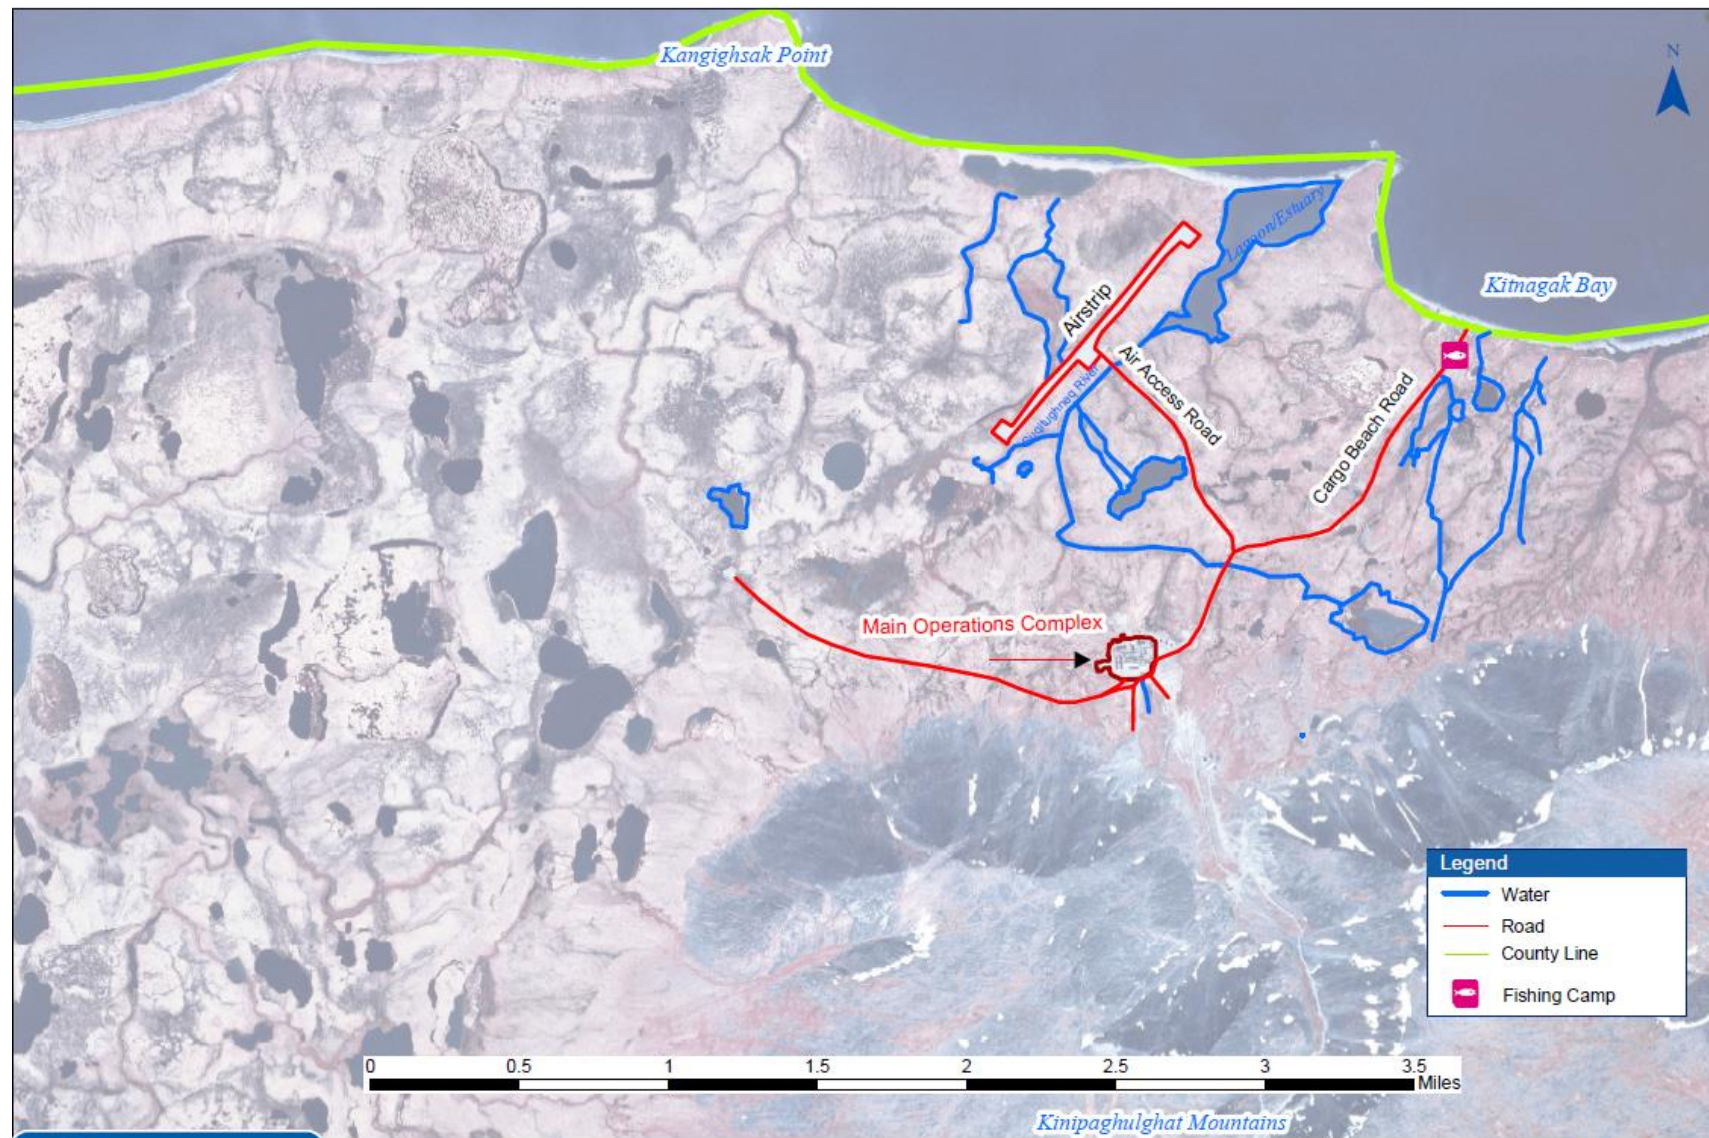 Kangighsak Point
N
Lagoon/Estuary
Kitnagak Bay
Airstrip
Air Access Road
Suqitughneq River
Cargo Beach Road
Main Operations Complex
Legend
Water
Road
County Line
Fishing Camp
0 0.5 1 1.5 2 2.5 3 3.5
Miles
Kinipaghulghat Mountains